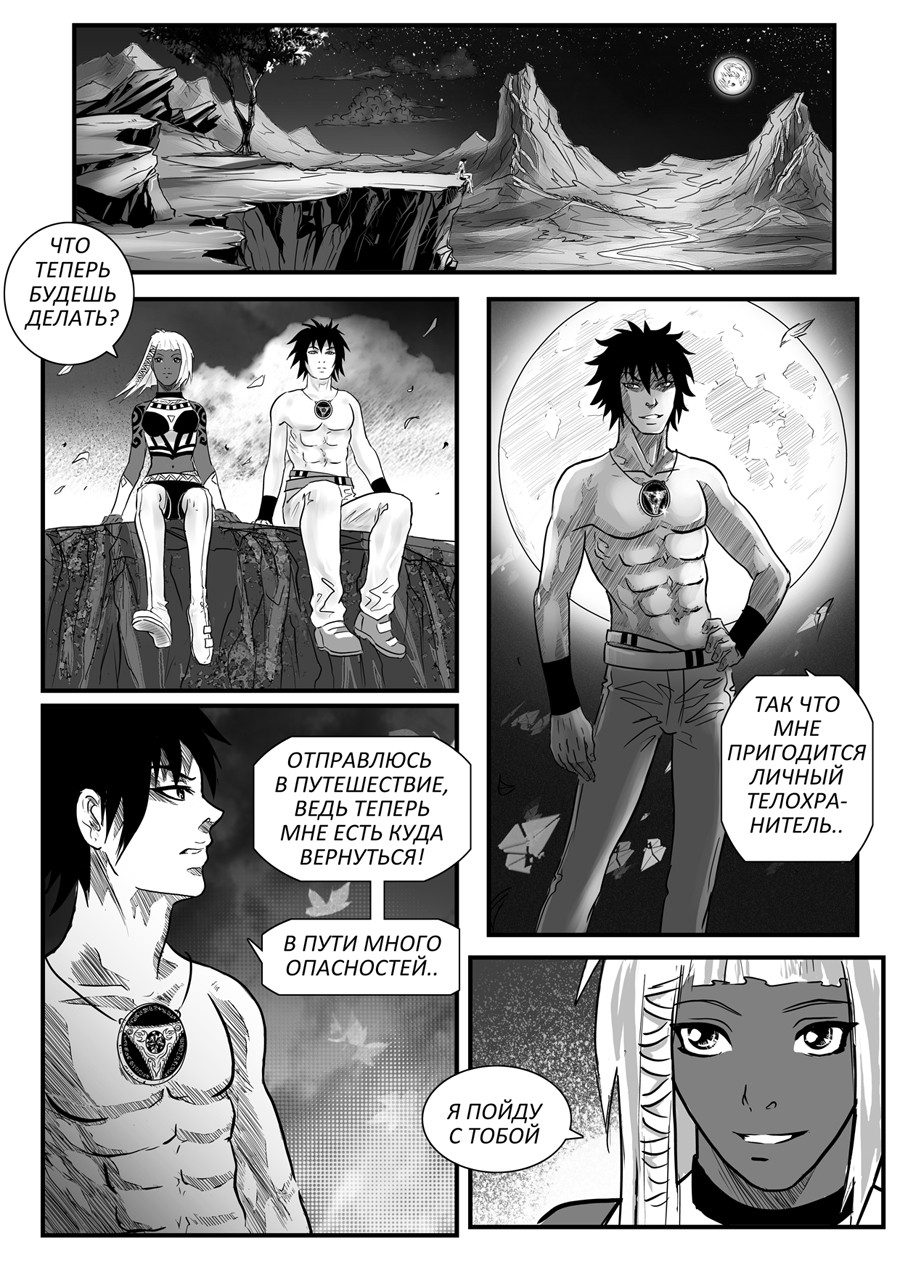 ЧТО
ТЕПЕРЬ
БУДЕШЬ
ДЕЛАТЬ?
ОТПРАВЛЮСЬ
В ПУТЕШЕСТВИЕ,
ВЕДЬ ТЕПЕРЬ
МНЕ ЕСТЬ КУДА
ВЕРНУТЬСЯ!
В ПУТИ МНОГО
ОПАСНОСТЕЙ..
ТАК ЧТО
МНЕ
ПРИГОДИТСЯ
ЛИЧНЫЙ
ТЕЛОХРА-
НИТЕЛЬ..
Я ПОЙДУ
С ТОБОЙ